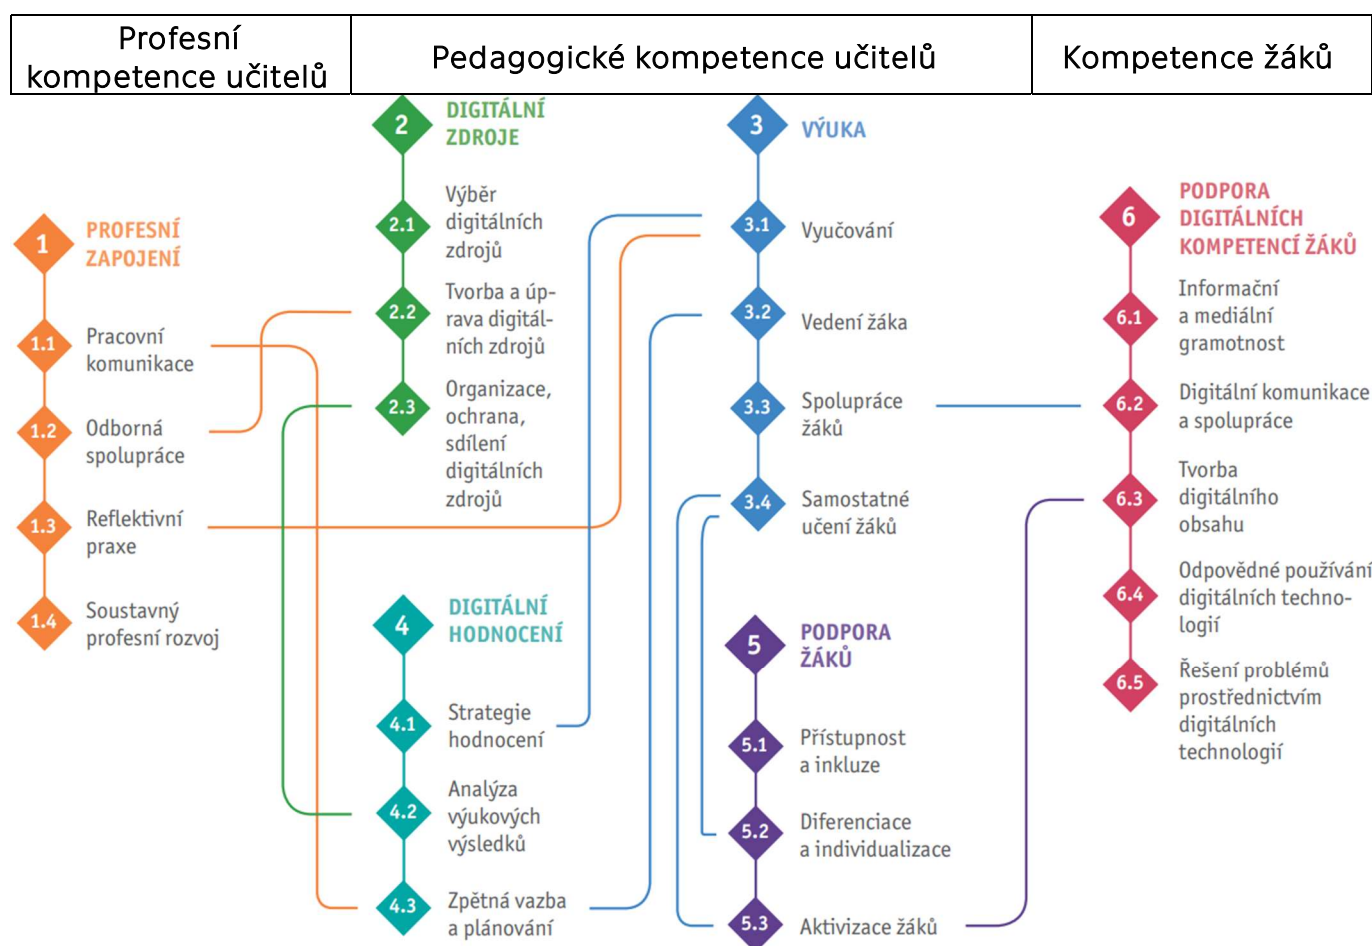 Profesní
kompetence učitelů
Pedagogické kompetence učitelů
Kompetence žáků
1
PROFESNÍ
ZAPOJENÍ
1.1
Pracovní
komunikace
1.2
Odborná
spolupráce
1.3
Reflektivní
praxe
1.4
Soustavný
profesní rozvoj
2
DIGITÁLNÍ
ZDROJE
2.1
Výběr
digitálních
zdrojů
2.2
Tvorba a úp-
rava digitál-
ních zdrojů
2.3
Organizace,
ochrana,
sdílení
digitálních
zdrojů
4
DIGITÁLNÍ
HODNOCENÍ
4.1
Strategie
hodnocení
4.2
Analýza
výukových
výsledků
4.3
Zpětná vazba
a plánování
3
VÝUKA
3.1
Vyučování
3.2
Vedení žáka
3.3
Spolupráce
žáků
3.4
Samostatné
učení žáků
5
PODPORA
ŽÁKŮ
5.1
Přístupnost
a inkluze
5.2
Diferenciace
a individualizace
5.3
Aktivizace žáků
6
PODPORA
DIGITÁLNÍCH
KOMPETENCÍ ŽÁKŮ
6.1
Informační
a mediální
gramotnost
6.2
Digitální komunikace
a spolupráce
6.3
Tvorba
digitálního
obsahu
6.4
Odpovědné používání
digitálních techno-
logií
6.5
Řešení problémů
prostřednictvím
digitálních
technologií